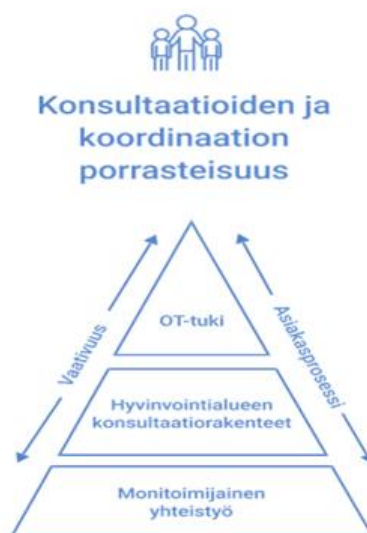 Konsultaatioiden ja
koordinaation
porrasteisuus
OT-tuki
Vaativuus
Asiakasprosessi
Hyvinvointialueen
konsultaatiorakenteet
Monitoimijainen
yhteistyö